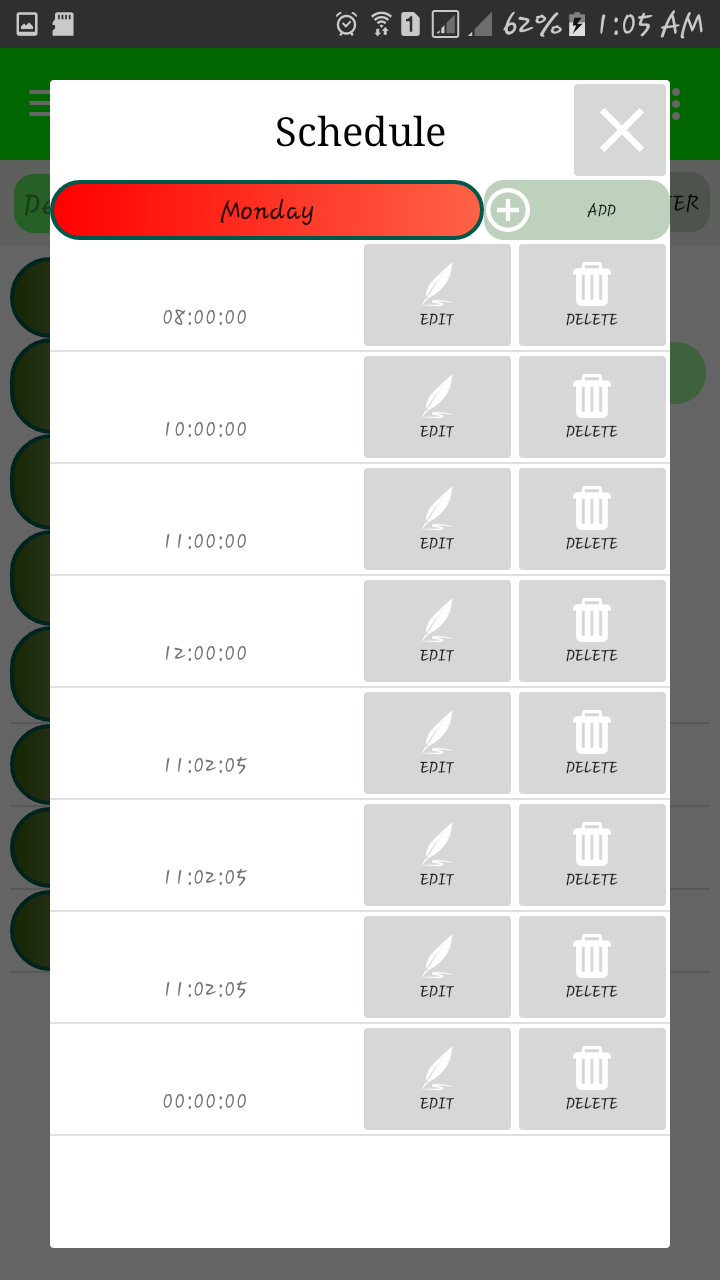 1 62% 1:05 AM
Schedule
De Monday ADD TER
08:00:00 EDIT DELETE
10:00:00 EDIT DELETE
11:00:00 EDIT DELETE
12:00:00 EDIT DELETE
11:02:05 EDIT DELETE
11:02:05 EDIT DELETE
11:02:05 EDIT DELETE
00:00:00 EDIT DELETE